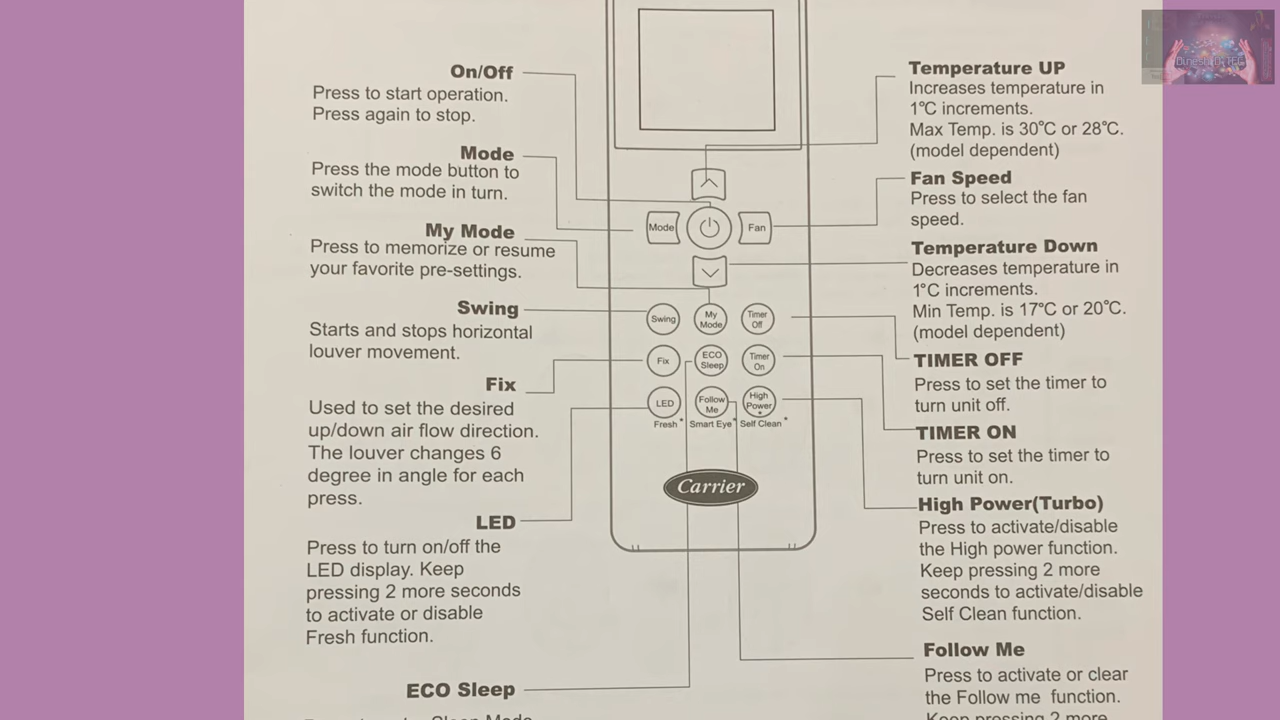 On/Off
Press to start operation.
Press again to stop.
Mode
Press the mode button to
switch the mode in turn.
My Mode
Press to memorize or resume
your favorite pre-settings.
Swing
Starts and stops horizontal
louver movement.
Fix
Used to set the desired
up/down air flow direction.
The louver changes 6
degree in angle for each
press.
LED
Press to turn on/off the
LED display. Keep
pressing 2 more seconds
to activate or disable
Fresh function.
ECO Sleep
Mode
Fan
Swing
My
Mode
Timer
Off
Fix
ECO
Sleep
Timer
On
LED
Follow
Me
High
Power
*
Fresh *
Smart Eye *
Self Clean *
Carrier
Temperature UP
Increases temperature in
1°C increments.
Max Temp. is 30°C or 28°C.
(model dependent)
Fan Speed
Press to select the fan
speed.
Temperature Down
Decreases temperature in
1°C increments.
Min Temp. is 17°C or 20°C.
(model dependent)
TIMER OFF
Press to set the timer to
turn unit off.
TIMER ON
Press to set the timer to
turn unit on.
High Power(Turbo)
Press to activate/disable
the High power function.
Keep pressing 2 more
seconds to activate/disable
Self Clean function.
Follow Me
Press to activate or clear
the Follow me function.
Keep pressing 2 more